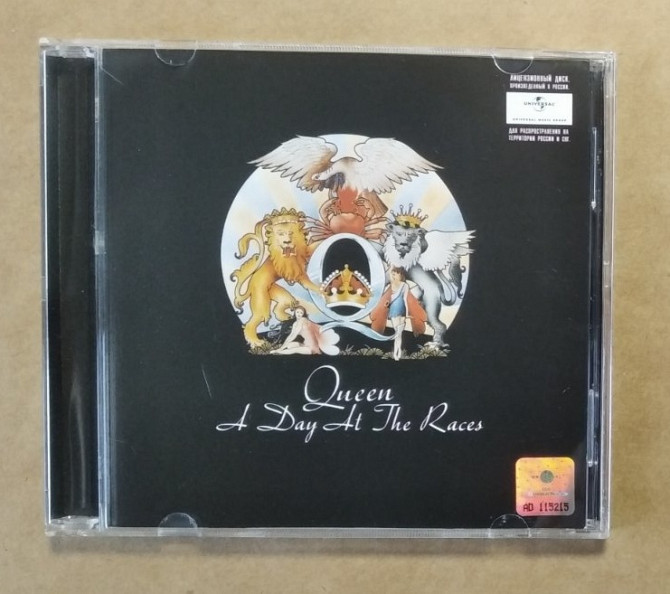 ЛИЦЕНЗИОННЫЙ ДИСК.
ПРОИЗВЕДЕННЫЙ В РОССИИ.
UNIVERSAL
UNIVERSAL MUSIC GROUP
ДЛЯ РАСПРОСТРАНЕНИЯ НА
ТЕРРИТОРИИ РОССИИ И СНГ.
Q
Queen
A Day At The Races
AD 115215